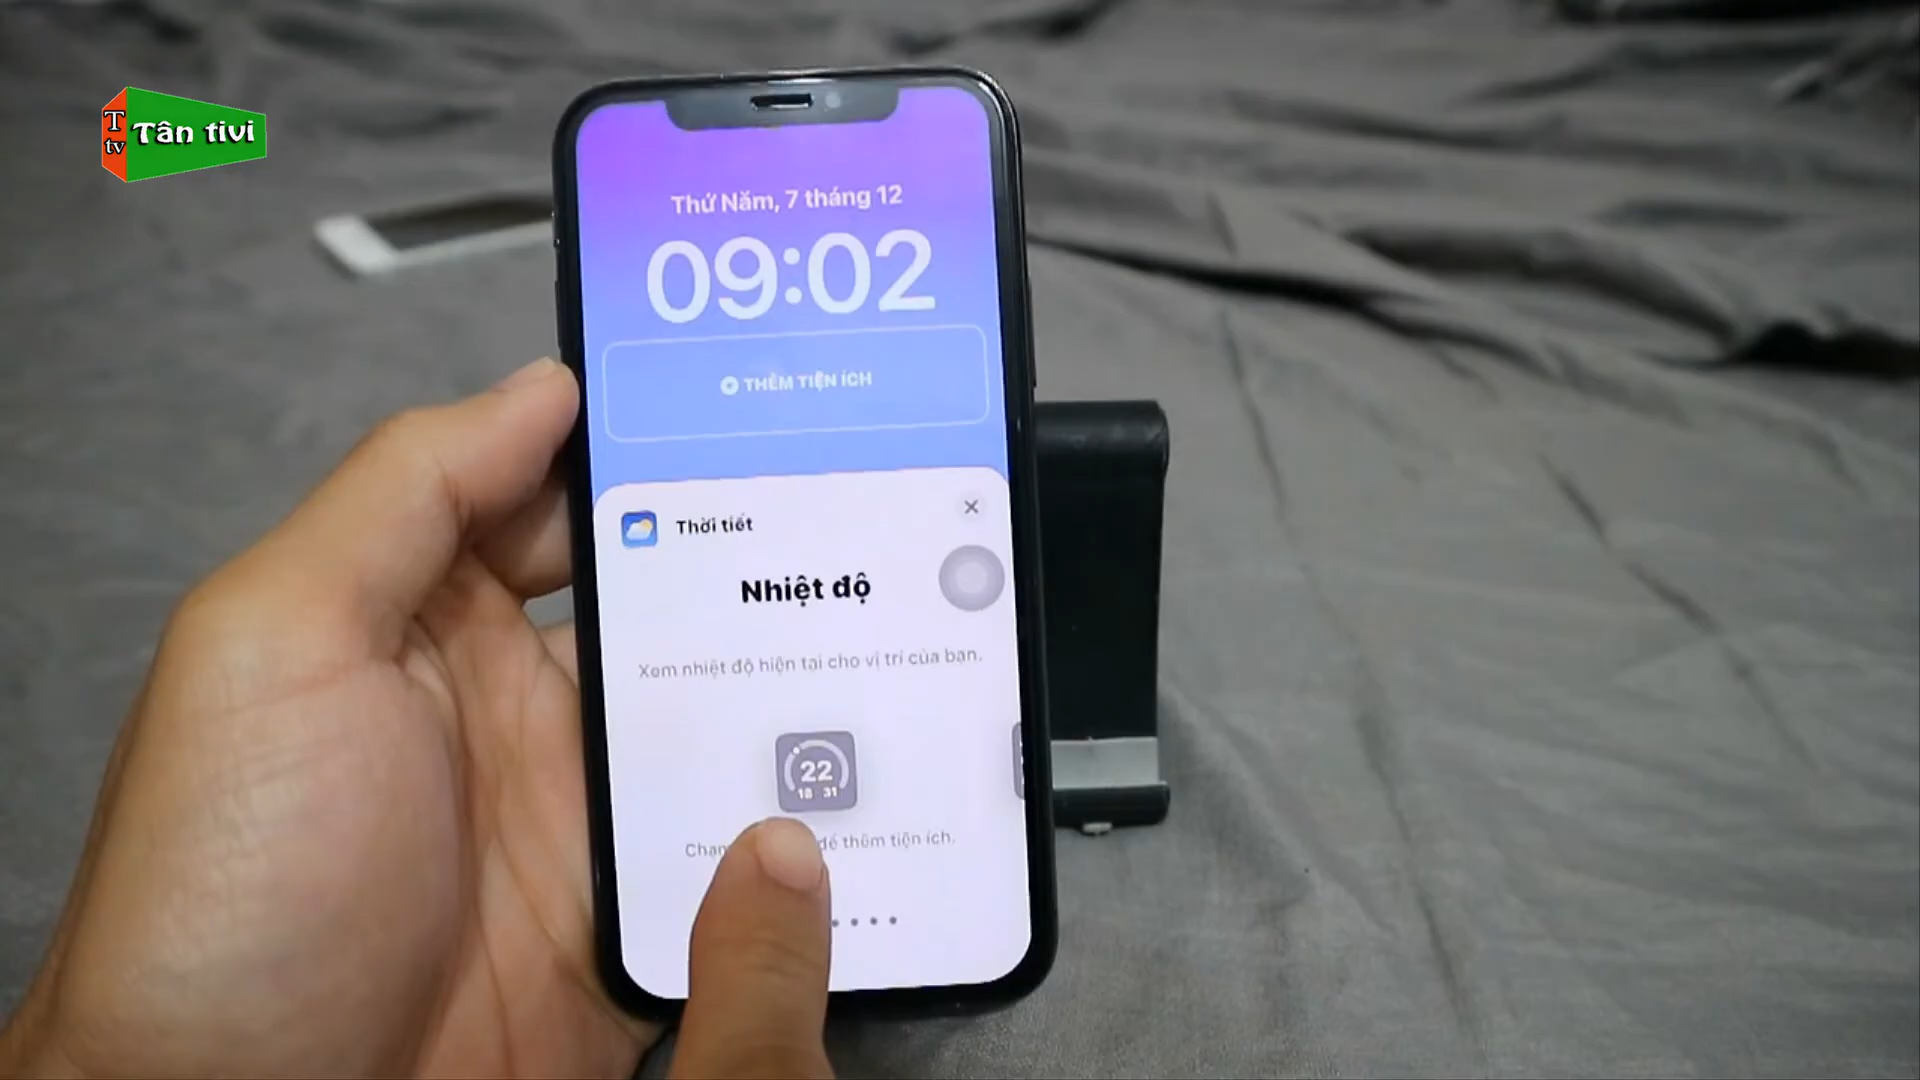 T
tv
Tân tivi
Thứ Năm, 7 tháng 12
09:02
THÊM TIỆN ÍCH
Thời tiết
Nhiệt độ
Xem nhiệt độ hiện tại cho vị trí của bạn.
22
18 31
để thêm tiện ích.